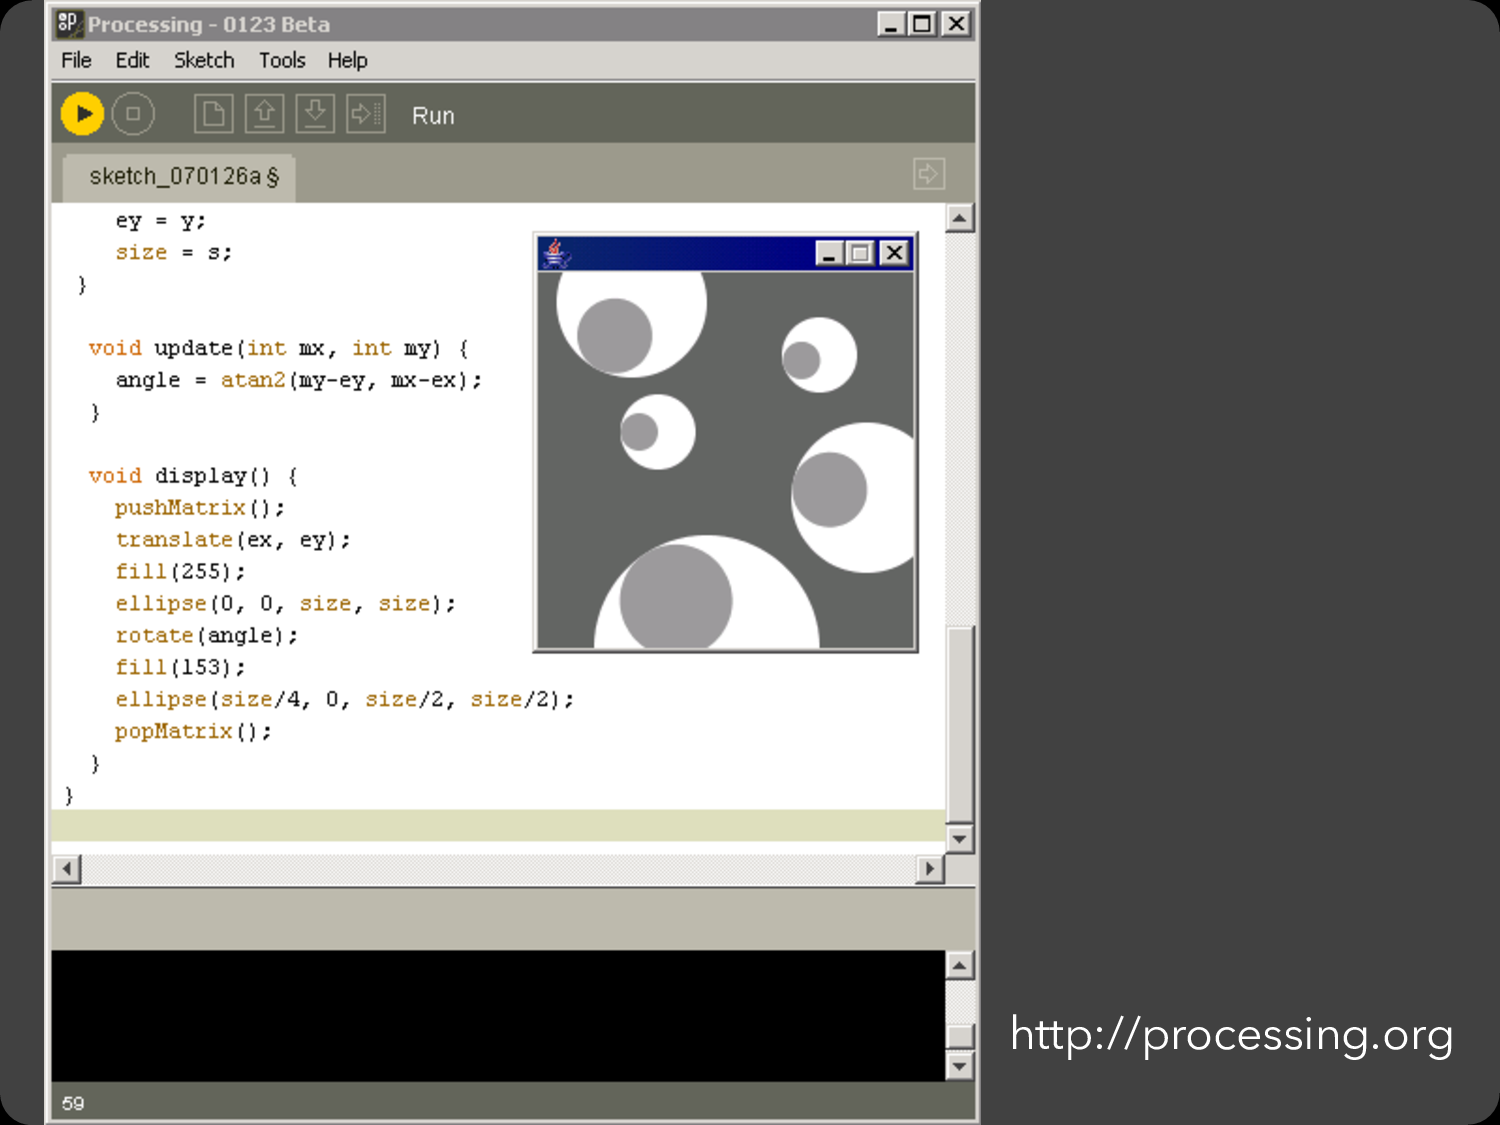 Processing - 0123 Beta
File Edit Sketch Tools Help
Run
sketch_070126a §
ey = y;
size = s;
}
void update(int mx, int my) {
angle = atan2(my-ey, mx-ex);
}
void display() {
pushMatrix();
translate(ex, ey);
fill(255);
ellipse(0, 0, size, size);
rotate(angle);
fill(153);
ellipse(size/4, 0, size/2, size/2);
popMatrix();
}
}
59
http://processing.org